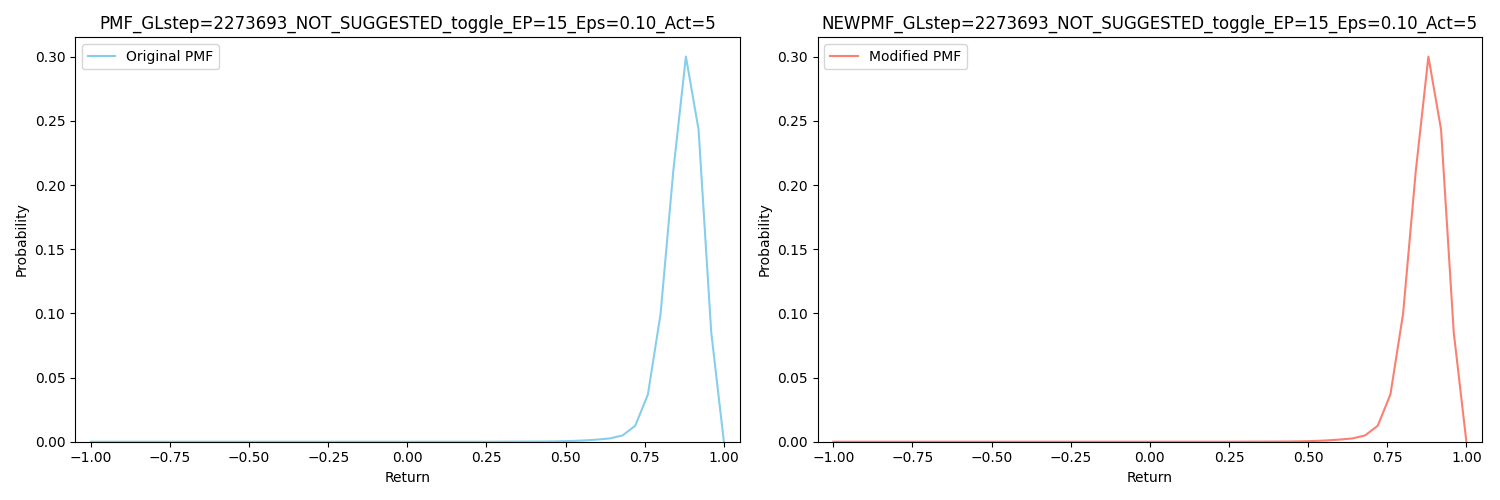 PMF_GLstep=2273693_NOT_SUGGESTED_toggle_EP=15_Eps=0.10_Act=5
Original PMF
Probability
0.30
0.25
0.20
0.15
0.10
0.05
0.00
−1.00 −0.75 −0.50 −0.25 0.00 0.25 0.50 0.75 1.00
Return
NEWPMF_GLstep=2273693_NOT_SUGGESTED_toggle_EP=15_Eps=0.10_Act=5
Modified PMF
Probability
0.30
0.25
0.20
0.15
0.10
0.05
0.00
−1.00 −0.75 −0.50 −0.25 0.00 0.25 0.50 0.75 1.00
Return